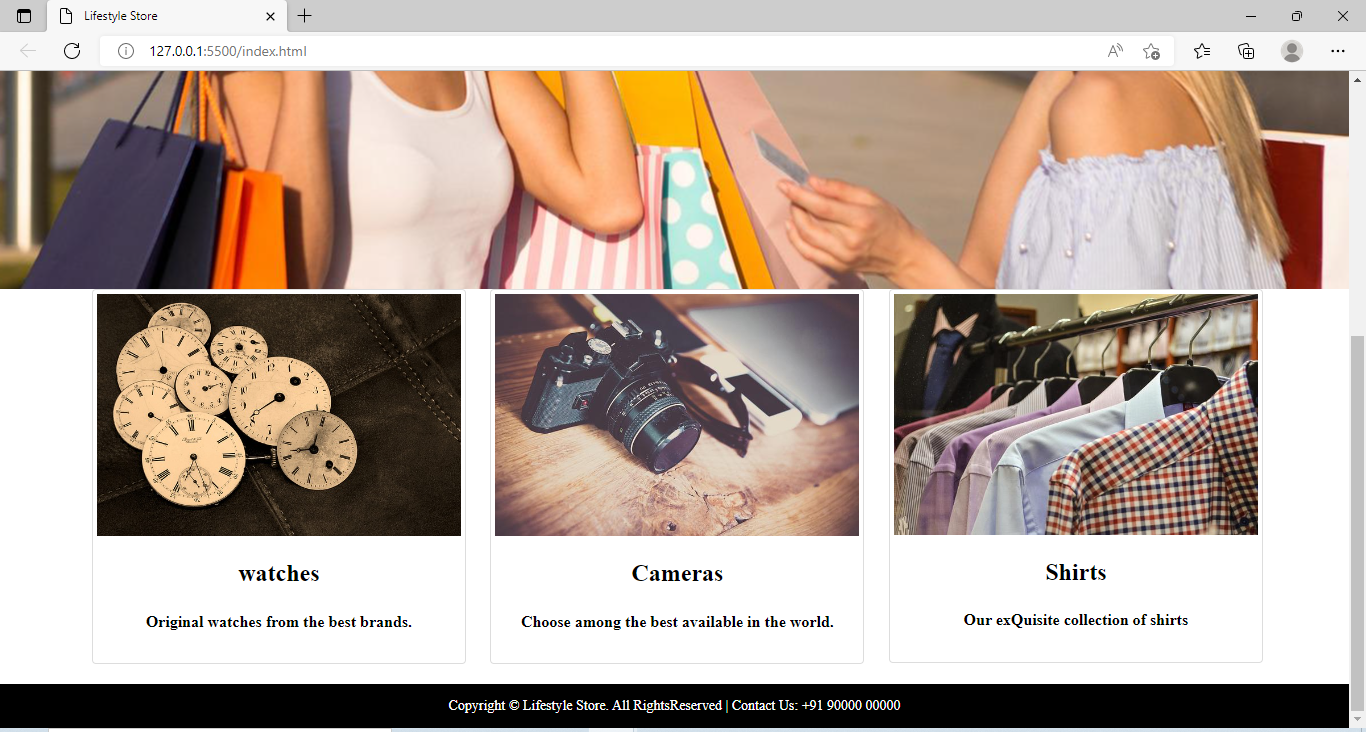 Lifestyle Store
127.0.0.1:5500/index.html
watches
Original watches from the best brands.
Cameras
Choose among the best available in the world.
Shirts
Our exQuisite collection of shirts
Copyright © Lifestyle Store. All RightsReserved | Contact Us: +91 90000 00000